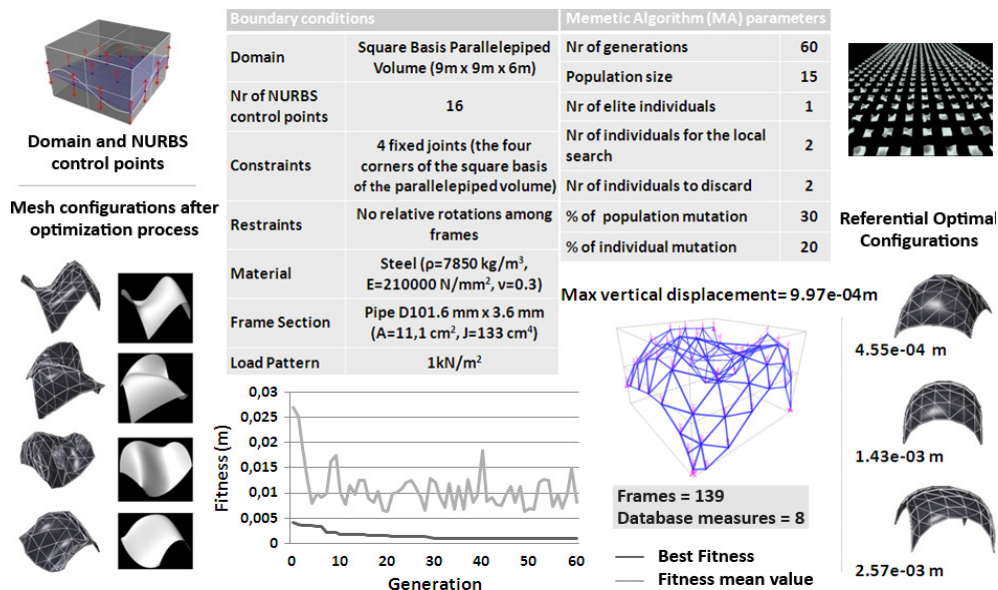 Domain and NURBS
control points
Mesh configurations after
optimization process
Boundary conditions
Domain
Square Basis Parallelepiped
Volume (9m x 9m x 6m)
Nr of NURBS
control points
16
Constraints
4 fixed joints (the four
corners of the square basis
of the parallelepiped volume)
Restraints
No relative rotations among
frames
Material
Steel (ρ=7850 kg/m³,
E=210000 N/mm², ν=0.3)
Frame Section
Pipe D101.6 mm x 3.6 mm
(A=11,1 cm², J=133 cm⁴)
Load Pattern
1kN/m²
Memetic Algorithm (MA) parameters
Nr of generations 60
Population size 15
Nr of elite individuals 1
Nr of individuals for the local
search
2
Nr of individuals to discard 2
% of population mutation 30
% of individual mutation 20
Max vertical displacement= 9.97e-04m
Frames = 139
Database measures = 8
Best Fitness
Fitness mean value
Fitness (m)
0,03
0,025
0,02
0,015
0,01
0,005
0
0 10 20 30 40 50 60
Generation
Referential Optimal
Configurations
4.55e-04 m
1.43e-03 m
2.57e-03 m